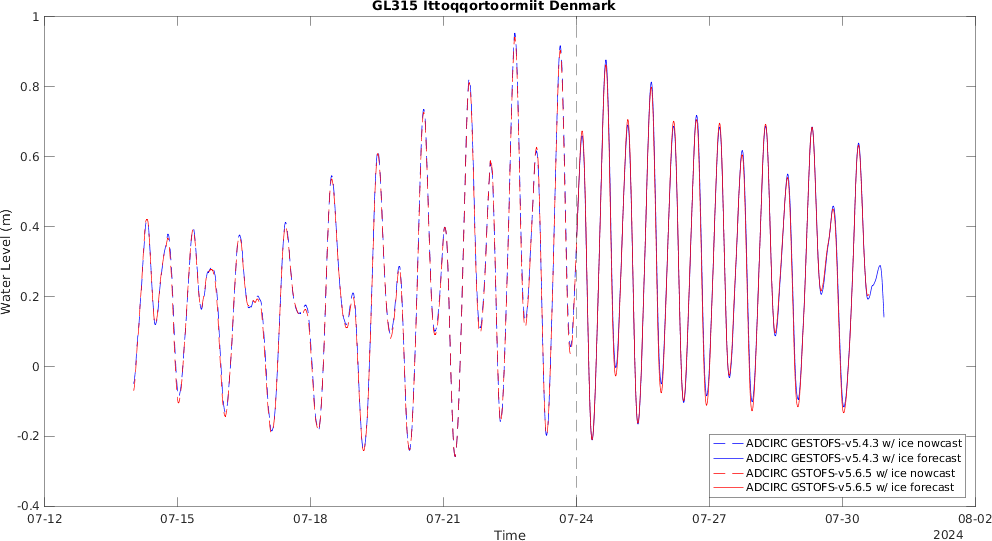 GL315 Ittoqqortoormiit Denmark
Water Level (m)
1
0.8
0.6
0.4
0.2
0
-0.2
-0.4
07-12
07-15
07-18
07-21
07-24
07-27
07-30
08-02
Time
2024
ADCIRC GESTOFS-v5.4.3 w/ ice nowcast
ADCIRC GESTOFS-v5.4.3 w/ ice forecast
ADCIRC GSTOFS-v5.6.5 w/ ice nowcast
ADCIRC GSTOFS-v5.6.5 w/ ice forecast